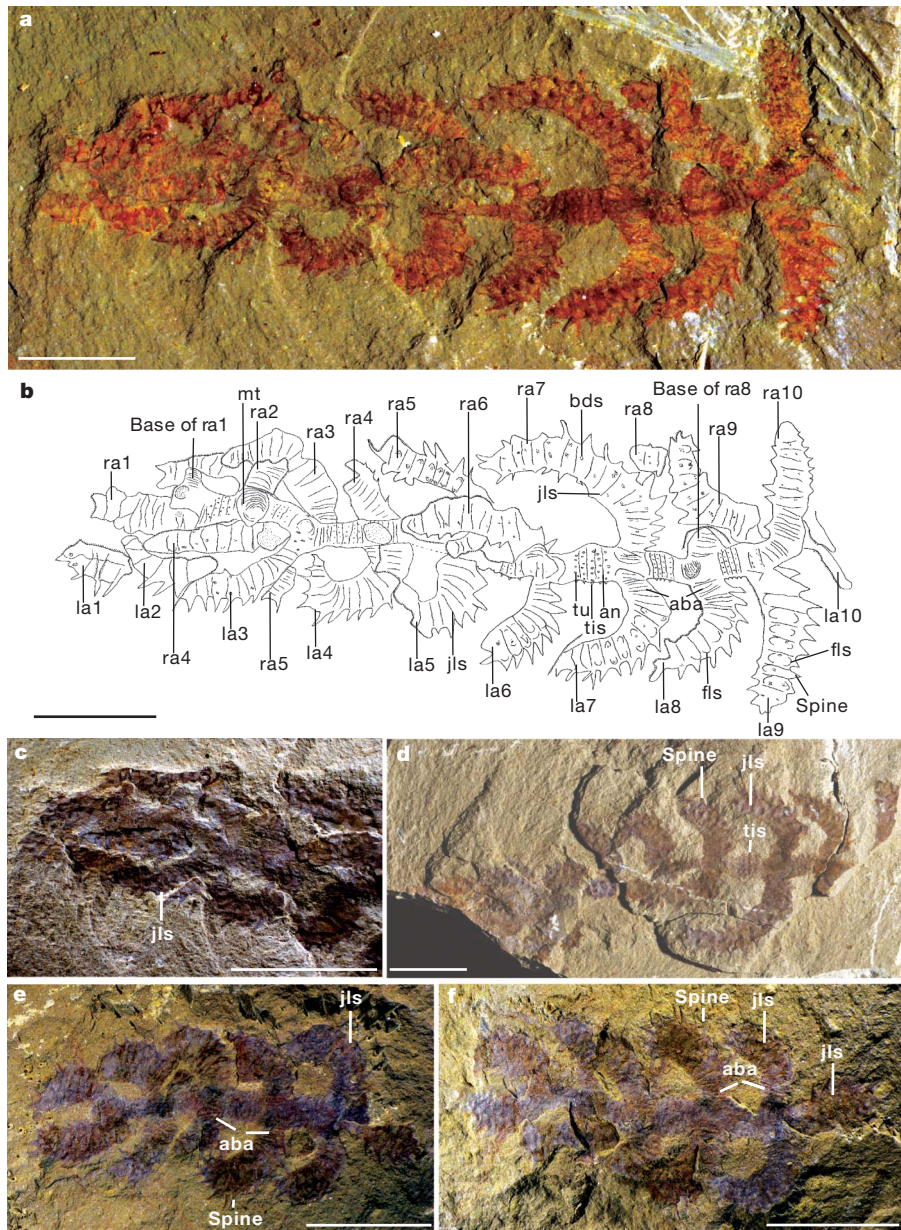 a
b
mt
Base of ra1
ra2
ra3
ra4
ra5
ra6
ra7
bds
ra8
Base of ra8
ra9
ra10
ra1
jls
la1
la2
ra4
la3
ra5
la4
la5
jls
la6
tu
tis
an
la7
aba
la8
fls
la10
fls
Spine
la9
c
jls
d
Spine
jls
tis
e
jls
aba
Spine
f
Spine
jls
aba
jls